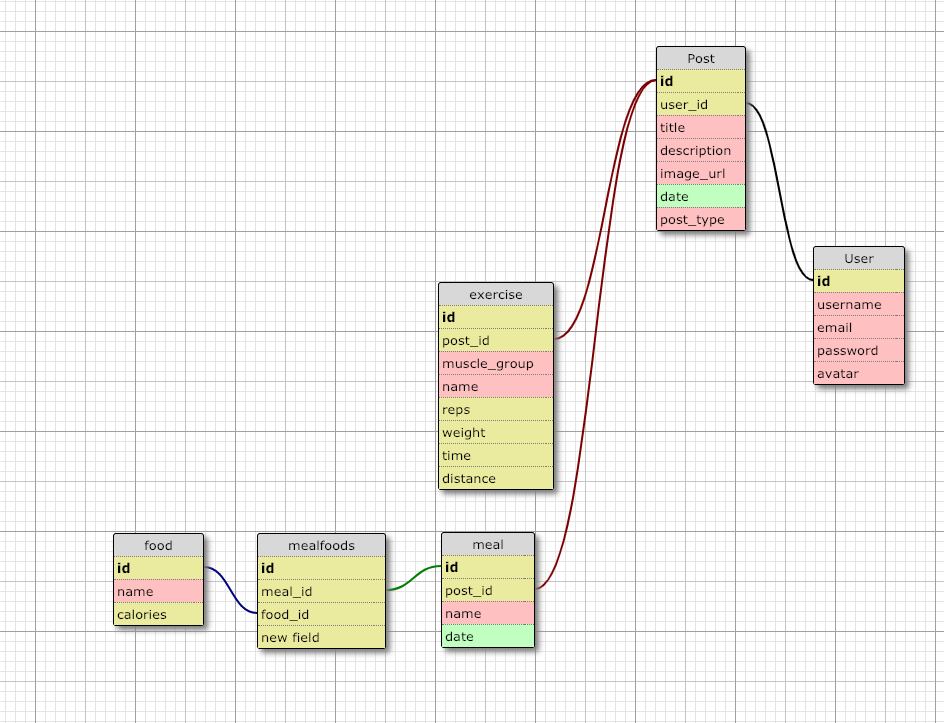 Post
id
user_id
title
description
image_url
date
post_type
User
id
username
email
password
avatar
exercise
id
post_id
muscle_group
name
reps
weight
time
distance
food
id
name
calories
mealfoods
id
meal_id
food_id
new field
meal
id
post_id
name
date